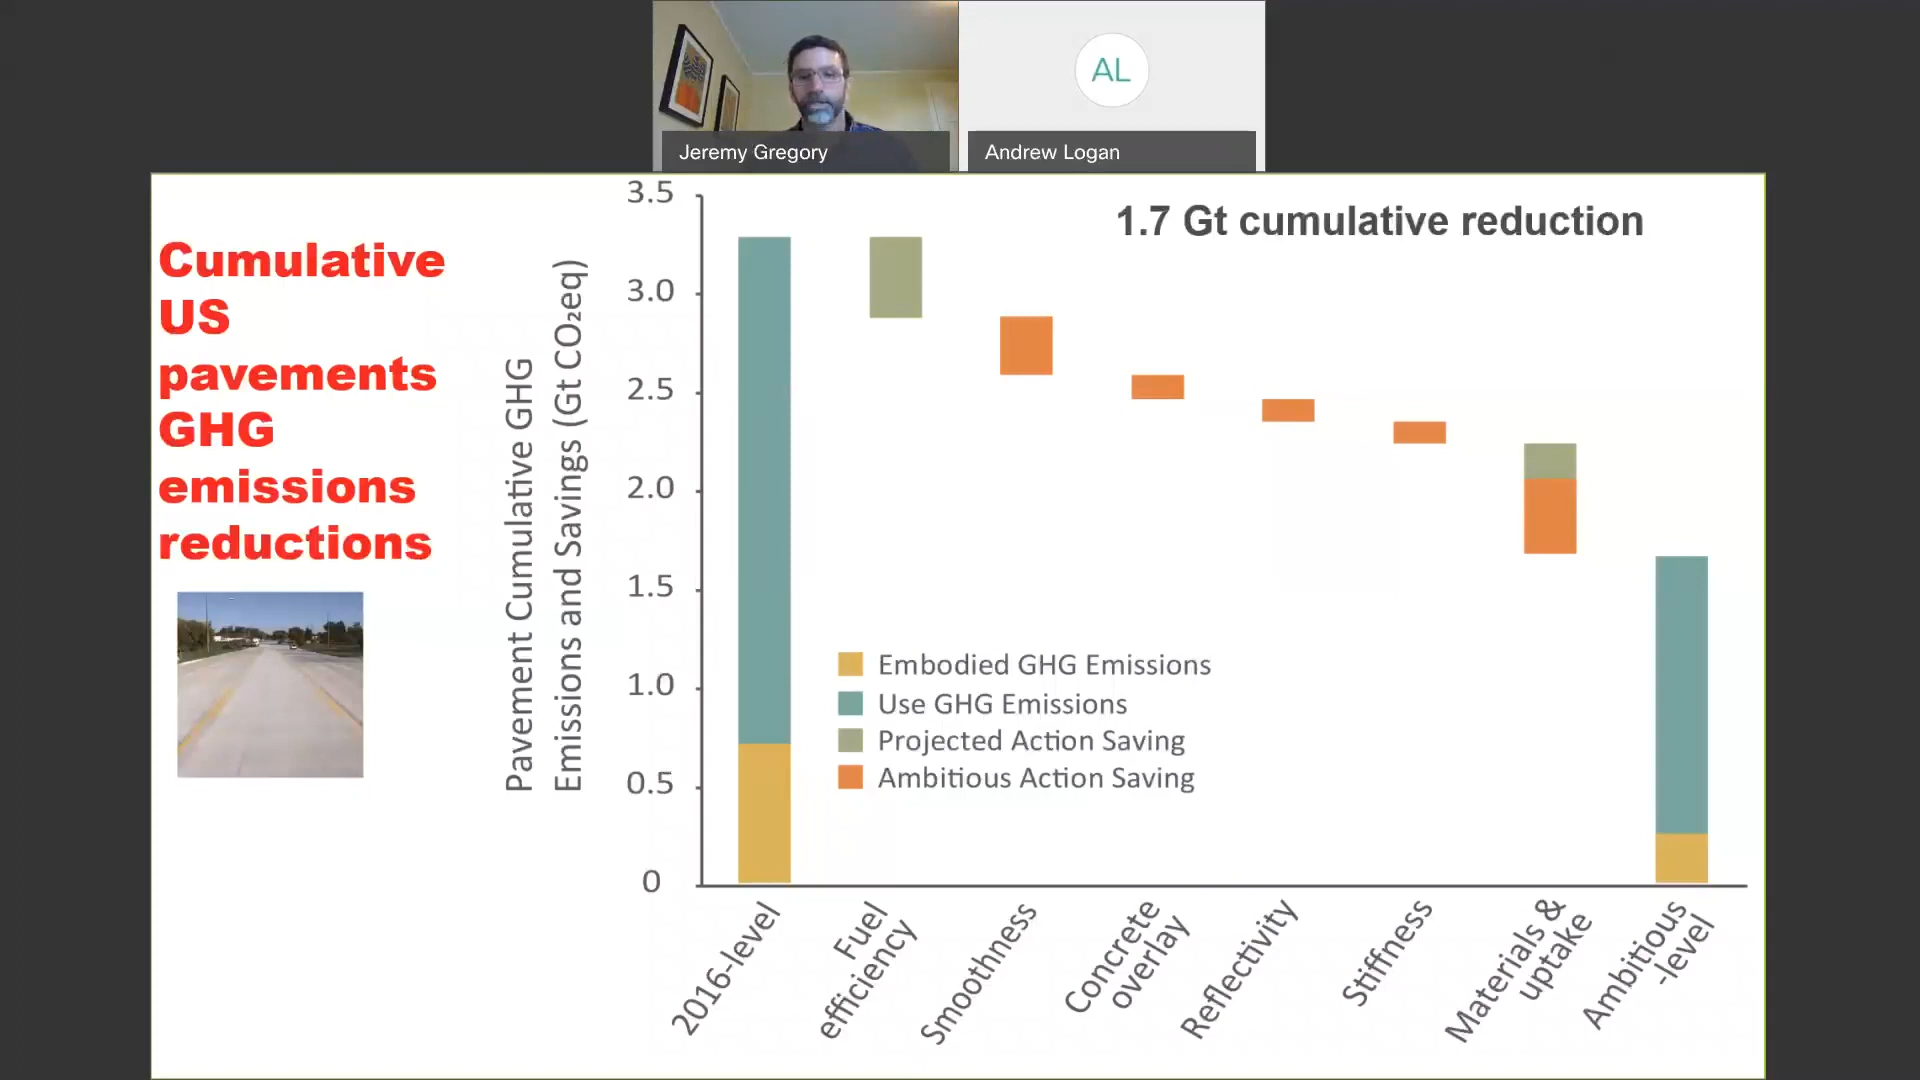 AL
Jeremy Gregory
Andrew Logan
Cumulative
US
pavements
GHG
emissions
reductions
1.7 Gt cumulative reduction
Pavement Cumulative GHG
Emissions and Savings (Gt CO₂eq)
3.5
3.0
2.5
2.0
1.5
1.0
0.5
0
Embodied GHG Emissions
Use GHG Emissions
Projected Action Saving
Ambitious Action Saving
2016-level
Fuel
efficiency
Smoothness
Concrete
overlay
Reflectivity
Stiffness
Materials &
uptake
Ambitious
-level